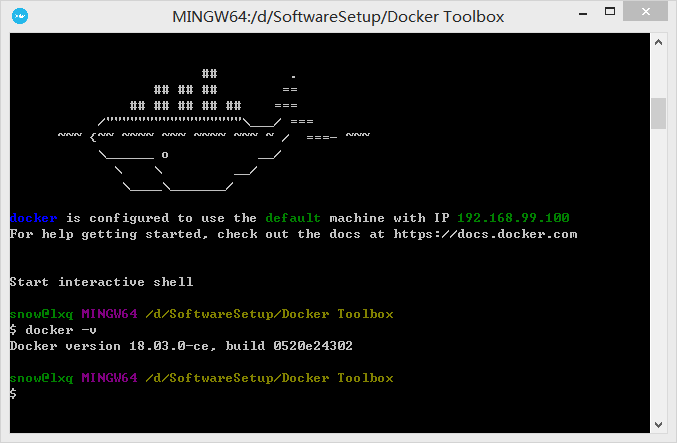 MINGW64:/d/SoftwareSetup/Docker Toolbox
                        ##         .
                  ## ## ##        ==
               ## ## ## ## ##    ===
           /"""""""""""""""""\___/ ===
      ~~~ {~~ ~~~~ ~~~ ~~~~ ~~~ ~ /  ===- ~~~
           \______ o           __/
             \    \         __/
              \____\_______/
docker is configured to use the default machine with IP 192.168.99.100
For help getting started, check out the docs at https://docs.docker.com
Start interactive shell
snow@lxq MINGW64 /d/SoftwareSetup/Docker Toolbox
$ docker -v
Docker version 18.03.0-ce, build 0520e24302
snow@lxq MINGW64 /d/SoftwareSetup/Docker Toolbox
$